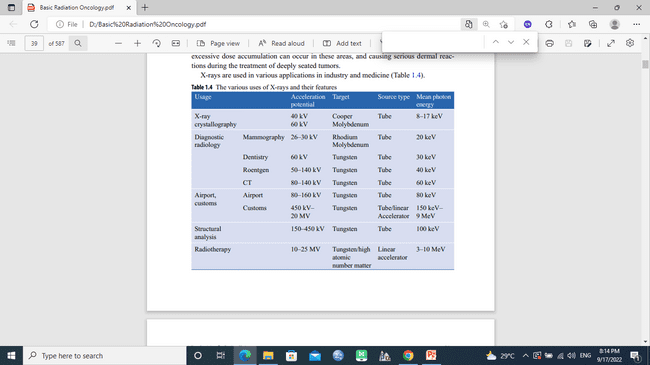 Basic Radiation Oncology.pdf
File | D:/Basic%20Radiation%20Oncology.pdf
39 of 587
Page view
Read aloud
Add text
excessive dose accumulation can occur in these areas, and causing serious dermal reac-
tions during the treatment of deeply seated tumors.
X-rays are used in various applications in industry and medicine (Table 1.4).
Table 1.4 The various uses of X-rays and their features
Usage Acceleration Target Source type Mean photon
potential energy
X-ray 40 kV Cooper Tube 8–17 keV
crystallography 60 kV Molybdenum
Diagnostic Mammography 26–30 kV Rhodium Tube 20 keV
radiology Molybdenum
Dentistry 60 kV Tungsten Tube 30 keV
Roentgen 50–140 kV Tungsten Tube 40 keV
CT 80–140 kV Tungsten Tube 60 keV
Airport, Airport 80–160 kV Tungsten Tube 80 keV
customs Customs 450 kV– Tungsten Tube/linear 150 keV–
20 MV Accelerator 9 MeV
Structural 150–450 kV Tungsten Tube 100 keV
analysis
Radiotherapy 10–25 MV Tungsten/high Linear 3–10 MeV
atomic accelerator
number matter
Type here to search
29°C
ENG
8:14 PM
9/17/2022